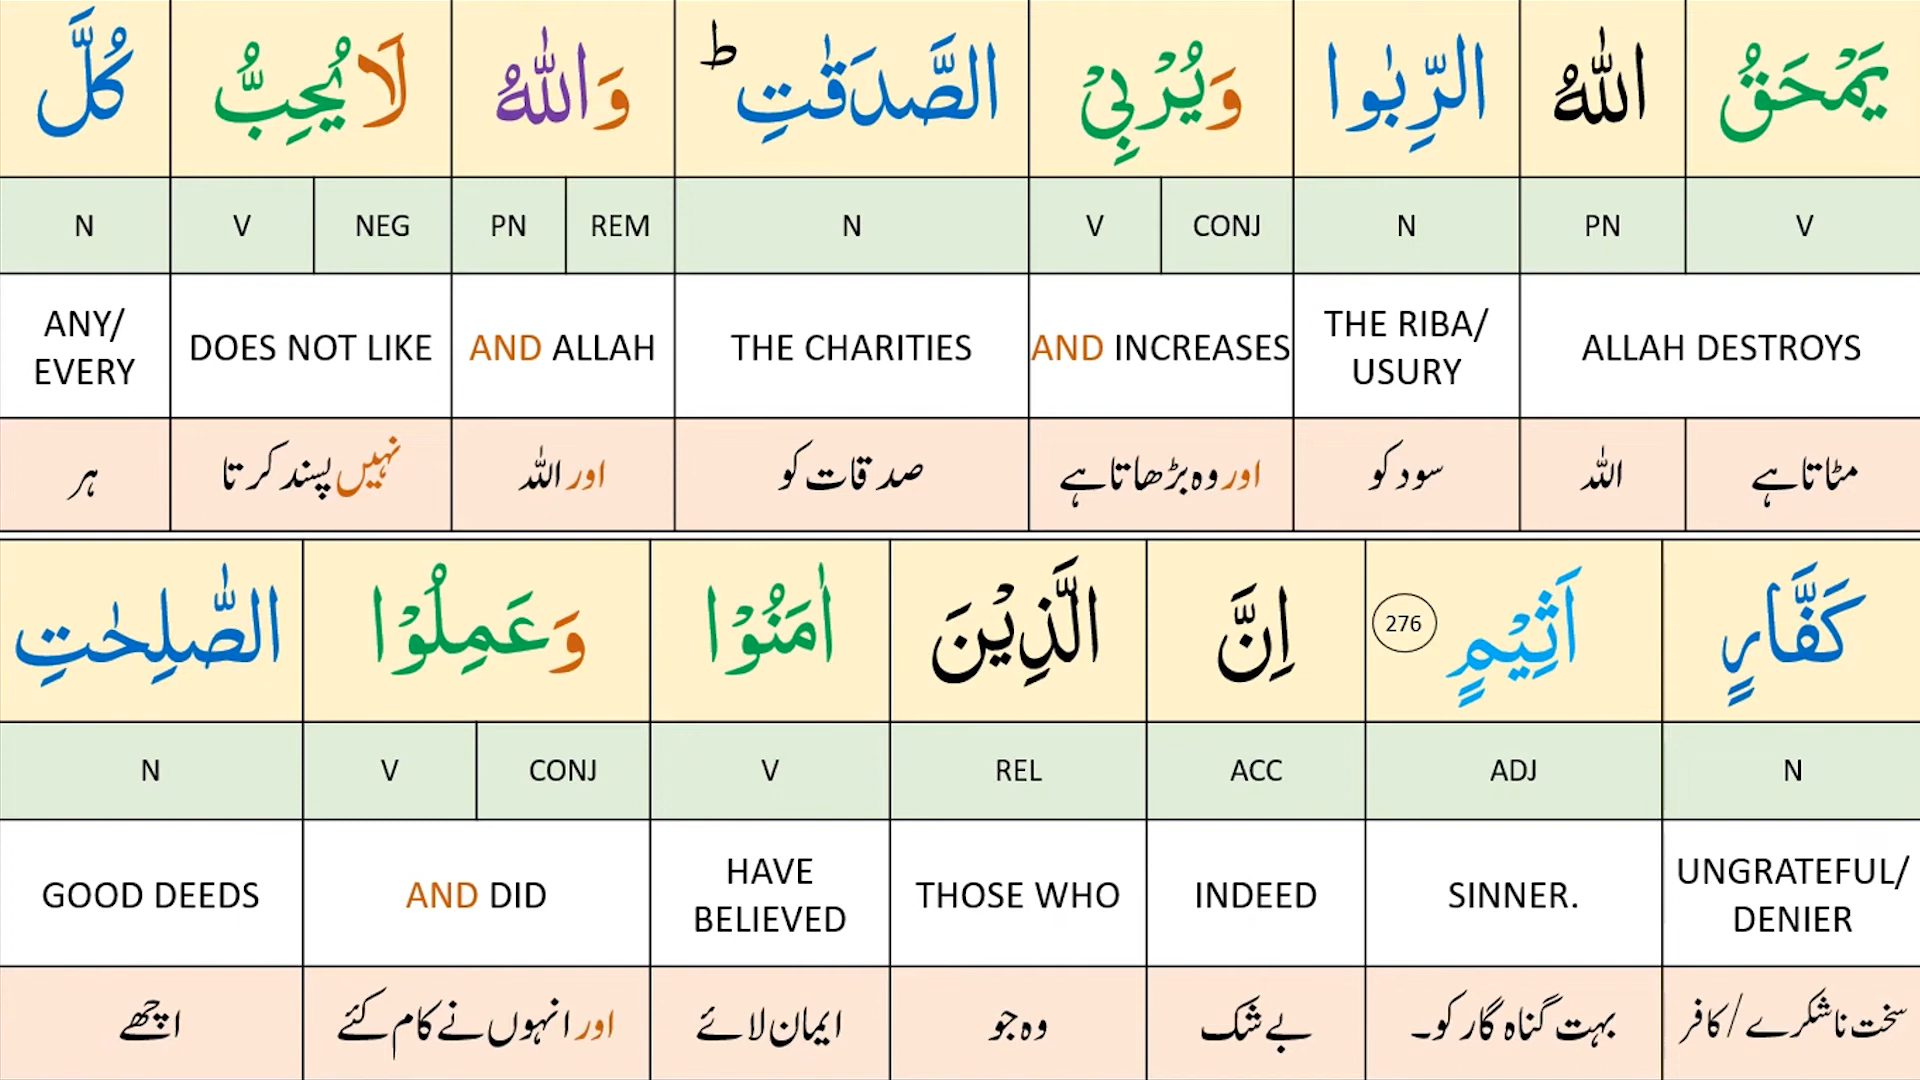 يَمْحَقُ اللّٰهُ الرِّبٰوا وَيُرْبِيْ الصَّدَقٰتِ ؕ وَاللّٰهُ لَا يُحِبُّ كُلَّ
V PN N CONJ V N REM PN NEG V N
ALLAH DESTROYS THE RIBA/ USURY AND INCREASES THE CHARITIES AND ALLAH DOES NOT LIKE ANY/ EVERY
مٹاتا ہے اللہ سود کو اور وہ بڑھاتا ہے صدقات کو اور اللہ نہیں پسند کرتا ہر
كَفَّارٍ اَثِيْمٍ 276 اِنَّ الَّذِيْنَ اٰمَنُوْا وَعَمِلُوْا الصّٰلِحٰتِ
N ADJ ACC REL V CONJ V N
UNGRATEFUL/ DENIER SINNER. INDEED THOSE WHO HAVE BELIEVED AND DID GOOD DEEDS
سخت ناشکرے / کافر بہت گناہ گار کو۔ بے شک وہ جو ایمان لائے اور انہوں نے کام کئے اچھے